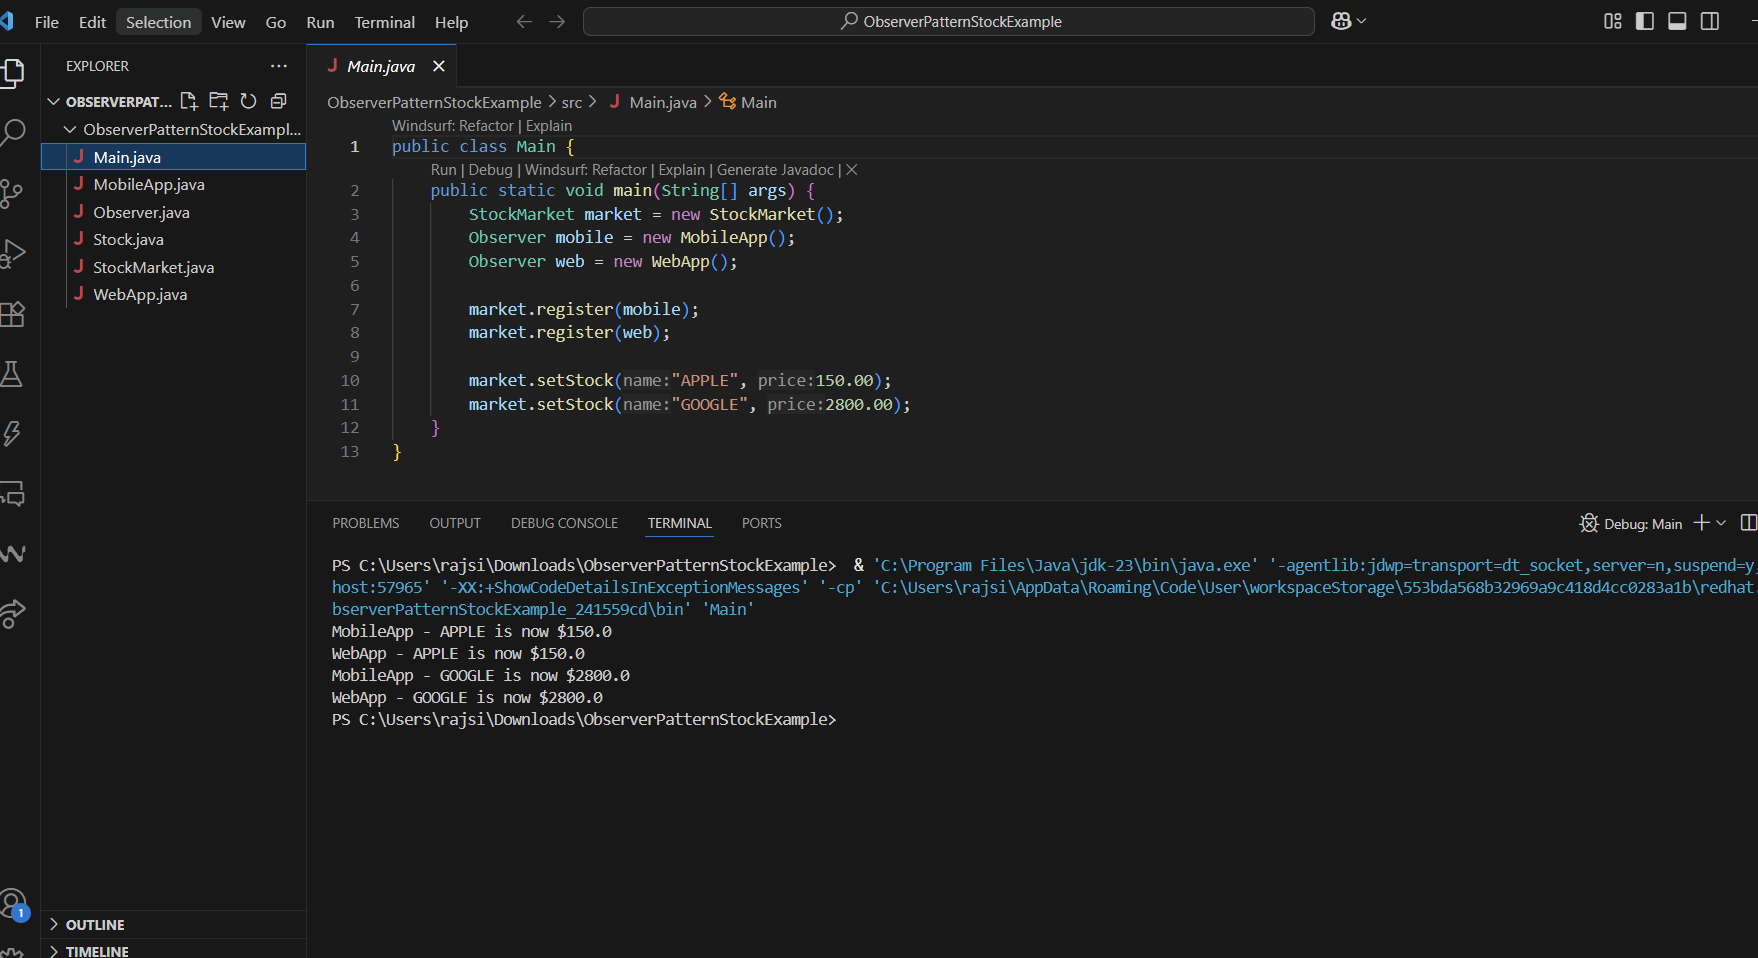 File Edit Selection View Go Run Terminal Help
ObserverPatternStockExample
EXPLORER
OBSERVERPAT...
ObserverPatternStockExampl...
J Main.java
J MobileApp.java
J Observer.java
J Stock.java
J StockMarket.java
J WebApp.java
OUTLINE
TIMELINE
1
J Main.java
ObserverPatternStockExample > src > J Main.java > Main
Windsurf: Refactor | Explain
1 public class Main {
Run | Debug | Windsurf: Refactor | Explain | Generate Javadoc | X
2 public static void main(String[] args) {
3 StockMarket market = new StockMarket();
4 Observer mobile = new MobileApp();
5 Observer web = new WebApp();
6
7 market.register(mobile);
8 market.register(web);
9
10 market.setStock(name:"APPLE", price:150.00);
11 market.setStock(name:"GOOGLE", price:2800.00);
12 }
13 }
PROBLEMS OUTPUT DEBUG CONSOLE TERMINAL PORTS
Debug: Main
PS C:\Users\rajsi\Downloads\ObserverPatternStockExample> & 'C:\Program Files\Java\jdk-23\bin\java.exe' '-agentlib:jdwp=transport=dt_socket,server=n,suspend=y,
host:57965' '-XX:+ShowCodeDetailsInExceptionMessages' '-cp' 'C:\Users\rajsi\AppData\Roaming\Code\User\workspaceStorage\553bda568b32969a9c418d4cc0283a1b\redhat.
bserverPatternStockExample_241559cd\bin' 'Main'
MobileApp - APPLE is now $150.0
WebApp - APPLE is now $150.0
MobileApp - GOOGLE is now $2800.0
WebApp - GOOGLE is now $2800.0
PS C:\Users\rajsi\Downloads\ObserverPatternStockExample>